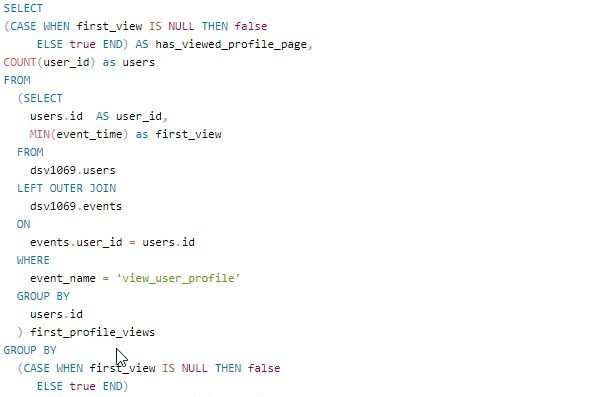 SELECT
(CASE WHEN first_view IS NULL THEN false
ELSE true END) AS has_viewed_profile_page,
COUNT(user_id) as users
FROM
(SELECT
users.id AS user_id,
MIN(event_time) as first_view
FROM
dsv1069.users
LEFT OUTER JOIN
dsv1069.events
ON
events.user_id = users.id
WHERE
event_name = 'view_user_profile'
GROUP BY
users.id
) first_profile_views
GROUP BY
(CASE WHEN first_view IS NULL THEN false
ELSE true END)